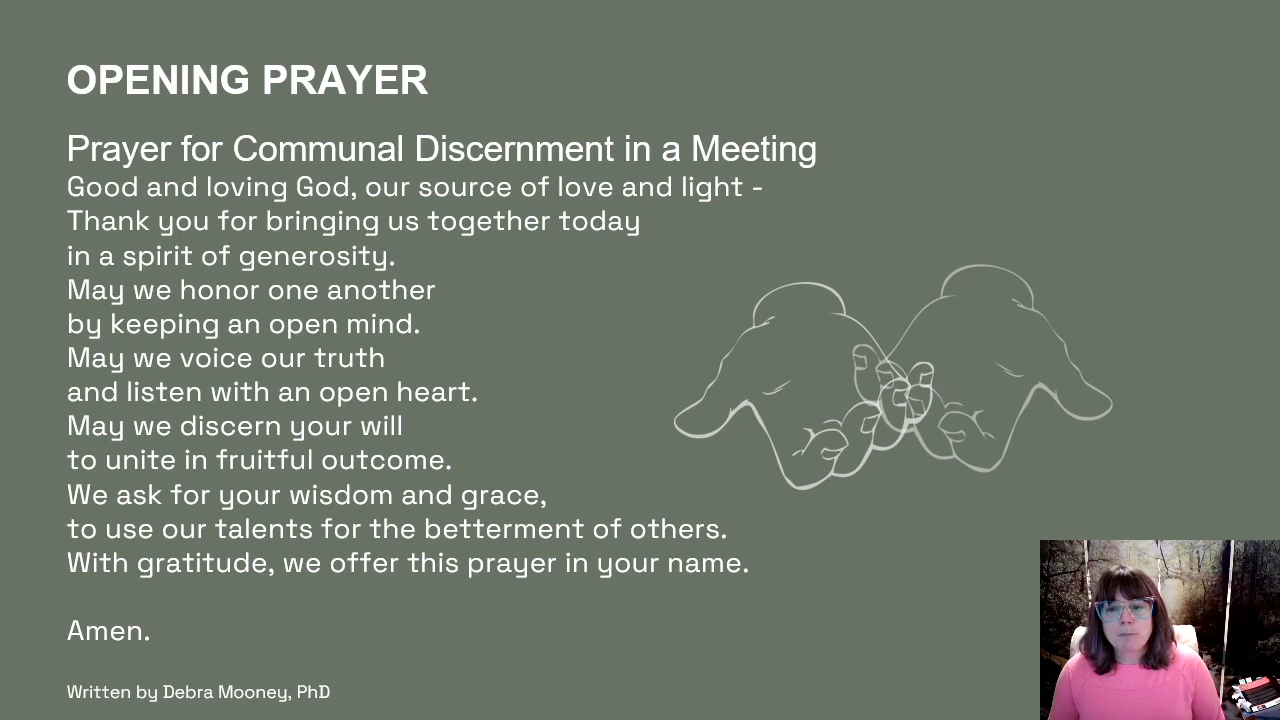 OPENING PRAYER
Prayer for Communal Discernment in a Meeting
Good and loving God, our source of love and light -
Thank you for bringing us together today
in a spirit of generosity.
May we honor one another
by keeping an open mind.
May we voice our truth
and listen with an open heart.
May we discern your will
to unite in fruitful outcome.
We ask for your wisdom and grace,
to use our talents for the betterment of others.
With gratitude, we offer this prayer in your name.
Amen.
Written by Debra Mooney, PhD